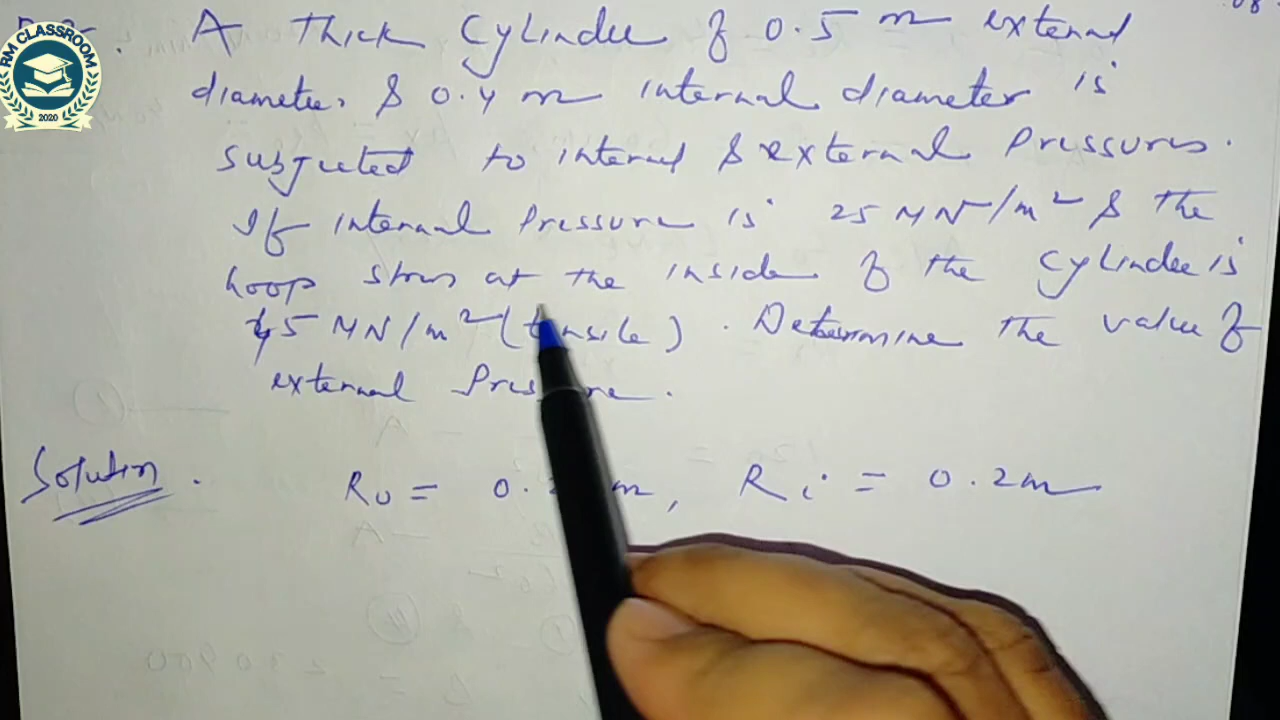 RM CLASSROOM
2020
A Thick Cylinder of 0.5 m external
diameter & 0.4 m internal diameter is
Subjected to internal & external Pressures.
If internal Pressure is 25 MN/m² & the
hoop stress at the inside of the Cylinder is
45 MN/m² (tensile). Determine the value of
external Pressure.
Solution. R₀ = 0. m, Ri = 0.2m